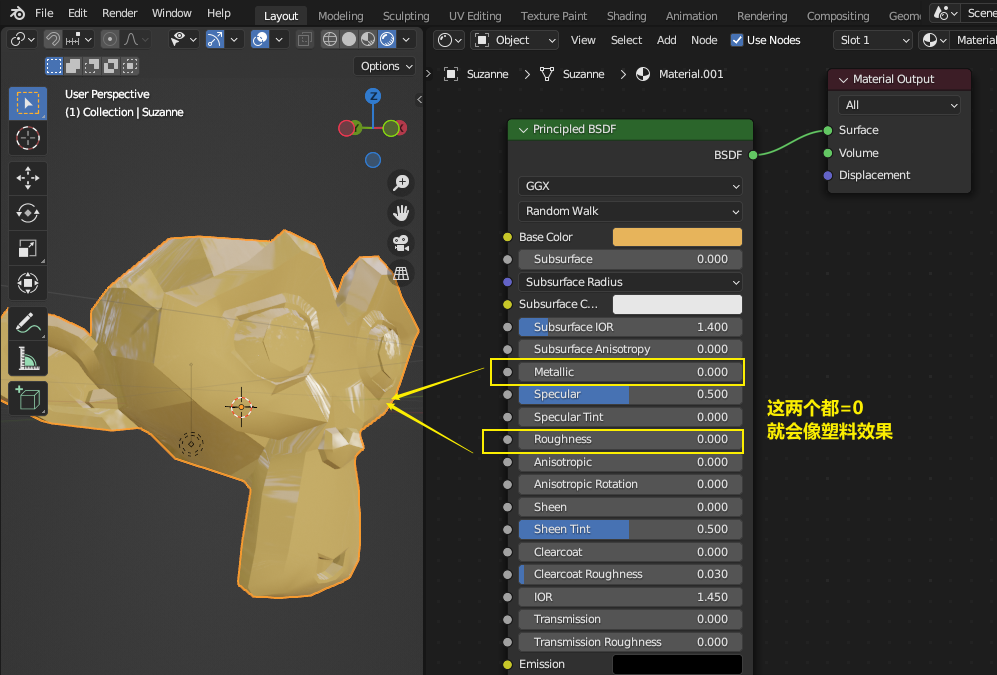 File Edit Render Window Help Layout Modeling Sculpting UV Editing Texture Paint Shading Animation Rendering Compositing Geom Scene
Object View Select Add Node Use Nodes Slot 1 Material
Options
Suzanne Suzanne Material.001
User Perspective
(1) Collection | Suzanne
Z
Material Output
All
Surface
Volume
Displacement
Principled BSDF
BSDF
GGX
Random Walk
Base Color
Subsurface 0.000
Subsurface Radius
Subsurface C...
Subsurface IOR 1.400
Subsurface Anisotropy 0.000
Metallic 0.000
Specular 0.500
Specular Tint 0.000
Roughness 0.000
Anisotropic 0.000
Anisotropic Rotation 0.000
Sheen 0.000
Sheen Tint 0.500
Clearcoat 0.000
Clearcoat Roughness 0.030
IOR 1.450
Transmission 0.000
Transmission Roughness 0.000
Emission
这两个都=0
就会像塑料效果